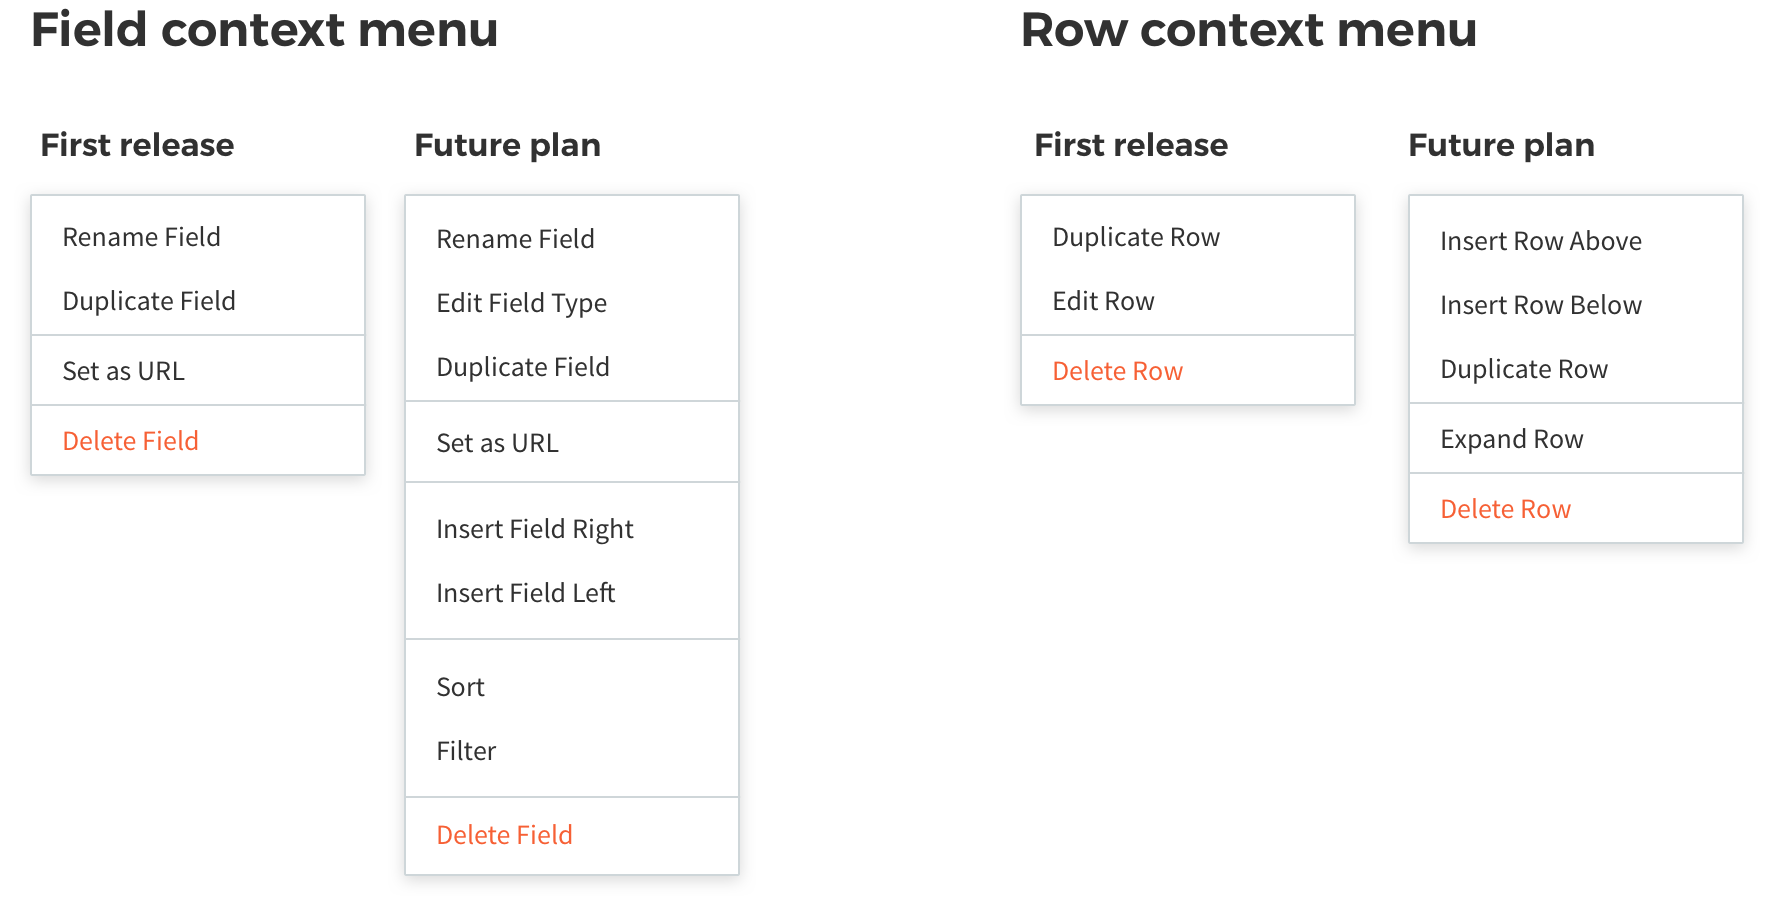 Field context menu
First release
Rename Field
Duplicate Field
Set as URL
Delete Field
Future plan
Rename Field
Edit Field Type
Duplicate Field
Set as URL
Insert Field Right
Insert Field Left
Sort
Filter
Delete Field
Row context menu
First release
Duplicate Row
Edit Row
Delete Row
Future plan
Insert Row Above
Insert Row Below
Duplicate Row
Expand Row
Delete Row